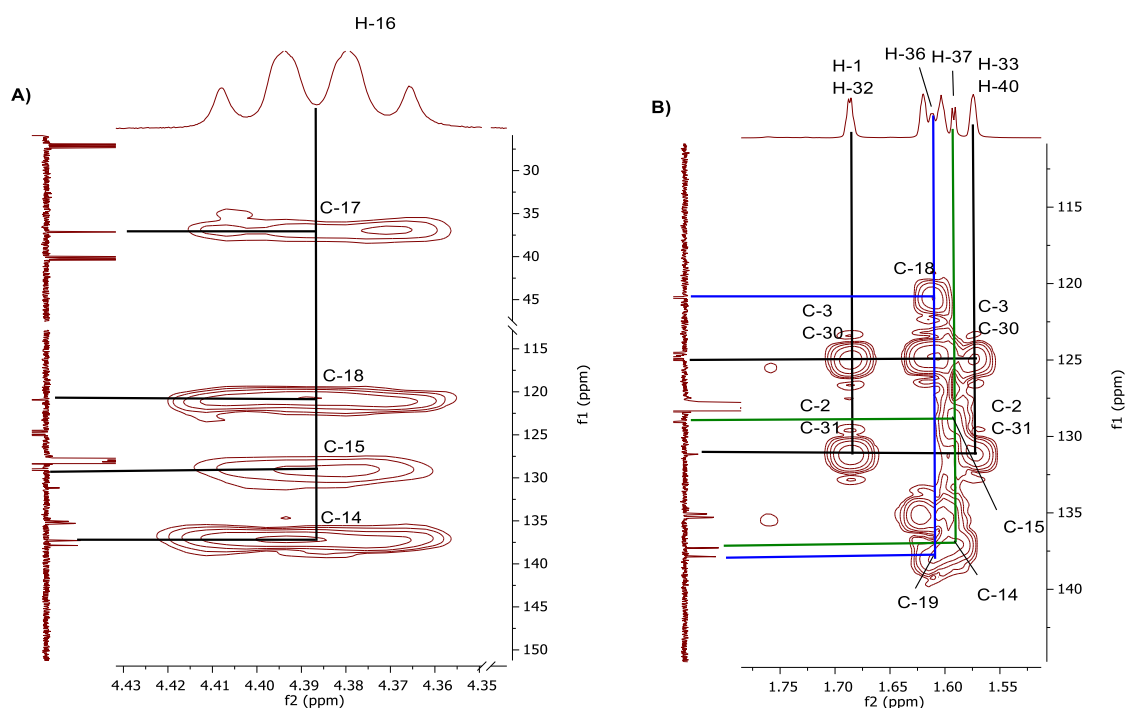 H-16
A)
C-17
C-18
C-15
C-14
30
35
40
45
115
120
125
130
135
140
145
150
f1 (ppm)
4.43 4.42 4.41 4.40 4.39 4.38 4.37 4.36 4.35
f2 (ppm)
B)
H-1
H-32
H-36
H-37
H-33
H-40
C-18
C-3
C-30
C-3
C-30
C-2
C-31
C-2
C-31
C-15
C-19
C-14
115
120
125
130
135
140
f1 (ppm)
1.75 1.70 1.65 1.60 1.55
f2 (ppm)